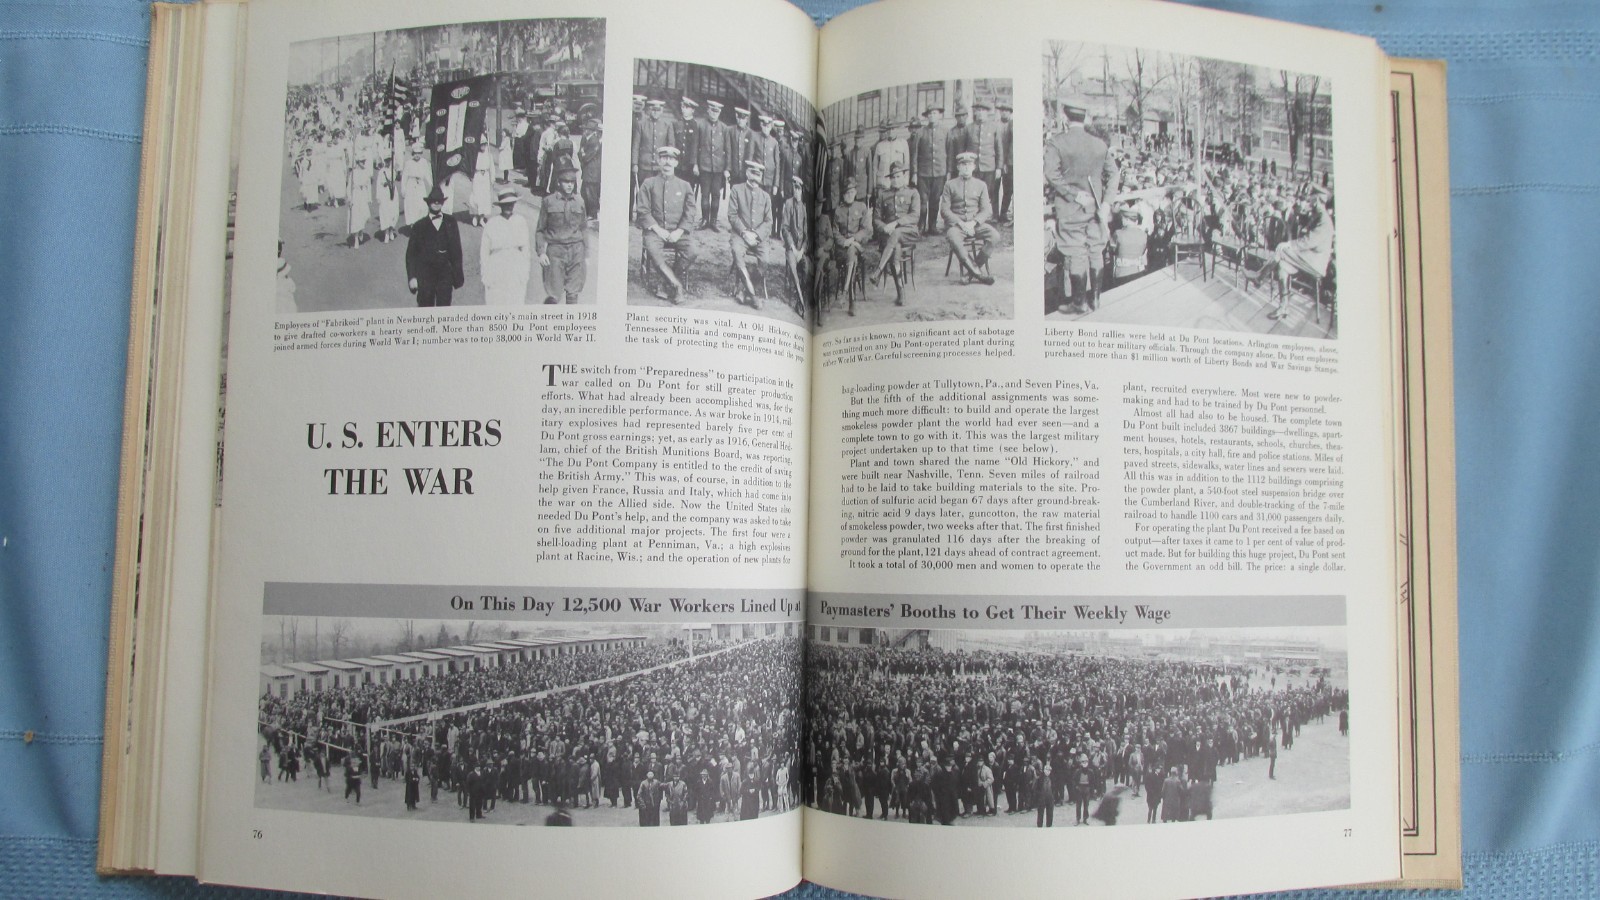 Employees of "Fabrikoid" plant in Newburgh paraded down city's main street in 1918
to give drafted co-workers a hearty send-off. More than 8500 Du Pont employees
joined armed forces during World War I; number was to top 38,000 in World War II.
Plant security was vital. At Old Hickory, above,
Tennessee Militia and company guard force shared
the task of protecting the employees and the prop-
erty. So far as is known, no significant act of sabotage
was committed on any Du Pont-operated plant during
either World War. Careful screening processes helped.
Liberty Bond rallies were held at Du Pont locations. Arlington employees, above,
turned out to hear military officials. Through the company alone, Du Pont employees
purchased more than $1 million worth of Liberty Bonds and War Savings Stamps.
U. S. ENTERS
THE WAR
THE switch from "Preparedness" to participation in the
war called on Du Pont for still greater production
efforts. What had already been accomplished was, for the
day, an incredible performance. As war broke in 1914, mil-
itary explosives had represented barely five per cent of
Du Pont gross earnings; yet, as early as 1916, General Hed-
lam, chief of the British Munitions Board, was reporting,
"The Du Pont Company is entitled to the credit of saving
the British Army." This was, of course, in addition to the
help given France, Russia and Italy, which had come into
the war on the Allied side. Now the United States also
needed Du Pont's help, and the company was asked to take
on five additional major projects. The first four were a
shell-loading plant at Penniman, Va.; a high explosives
plant at Racine, Wis.; and the operation of new plants for
bag-loading powder at Tullytown, Pa., and Seven Pines, Va.
But the fifth of the additional assignments was some-
thing much more difficult: to build and operate the largest
smokeless powder plant the world had ever seen—and a
complete town to go with it. This was the largest military
project undertaken up to that time (see below).
Plant and town shared the name "Old Hickory," and
were built near Nashville, Tenn. Seven miles of railroad
had to be laid to take building materials to the site. Pro-
duction of sulfuric acid began 67 days after ground-break-
ing, nitric acid 9 days later, guncotton, the raw material
of smokeless powder, two weeks after that. The first finished
powder was granulated 116 days after the breaking of
ground for the plant, 121 days ahead of contract agreement.
It took a total of 30,000 men and women to operate the
plant, recruited everywhere. Most were new to powder-
making and had to be trained by Du Pont personnel.
Almost all had also to be housed. The complete town
Du Pont built included 3867 buildings—dwellings, apart-
ment houses, hotels, restaurants, schools, churches, thea-
ters, hospitals, a city hall, fire and police stations. Miles of
paved streets, sidewalks, water lines and sewers were laid.
All this was in addition to the 1112 buildings comprising
the powder plant, a 540-foot steel suspension bridge over
the Cumberland River, and double-tracking of the 7-mile
railroad to handle 1100 cars and 31,000 passengers daily.
For operating the plant Du Pont received a fee based on
output—after taxes it came to 1 per cent of value of prod-
uct made. But for building this huge project, Du Pont sent
the Government an odd bill. The price: a single dollar.
On This Day 12,500 War Workers Lined Up at Paymasters' Booths to Get Their Weekly Wage
76
77